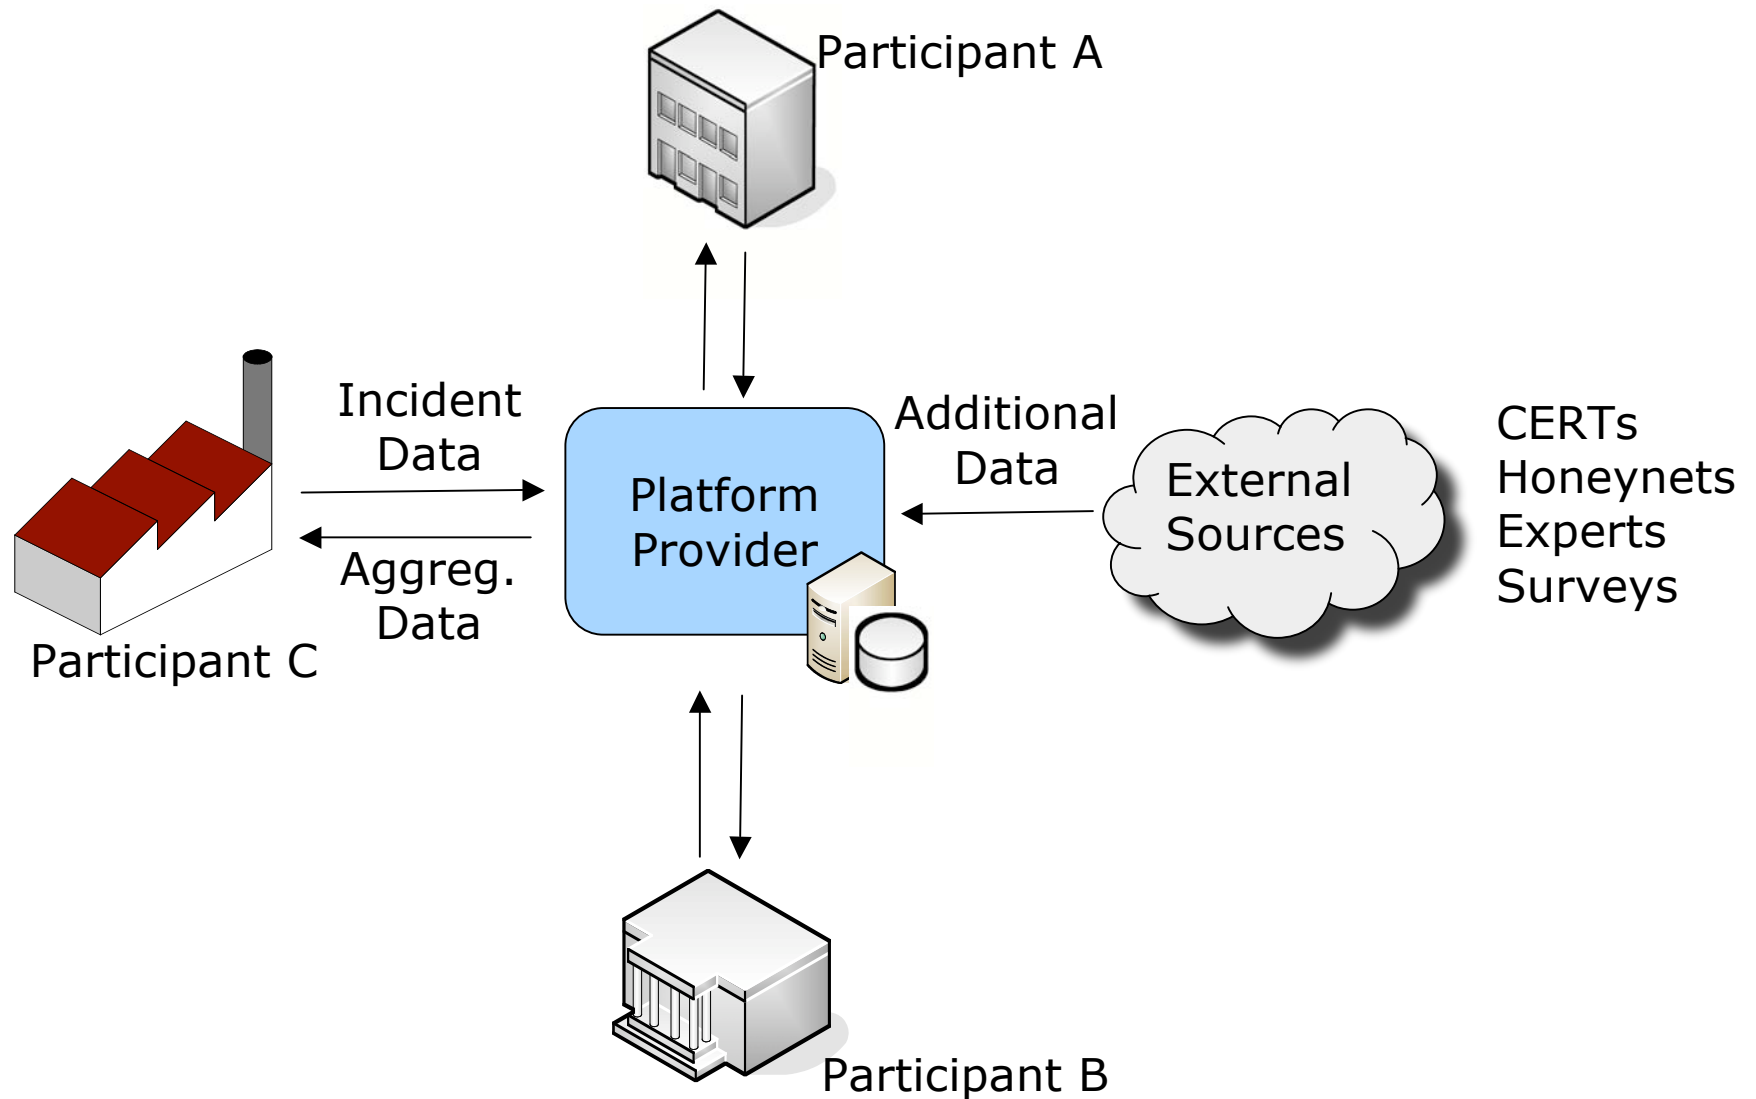 Participant A
Incident
Data
Aggreg.
Data
Participant C
Platform
Provider
Additional
Data
External
Sources
CERTs
Honeynets
Experts
Surveys
Participant B